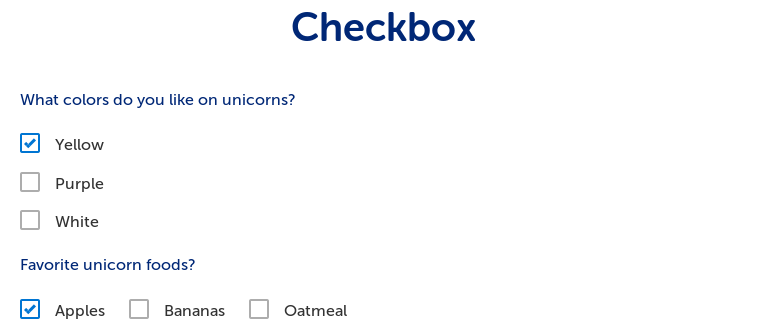 Checkbox
What colors do you like on unicorns?
Yellow
Purple
White
Favorite unicorn foods?
Apples Bananas Oatmeal